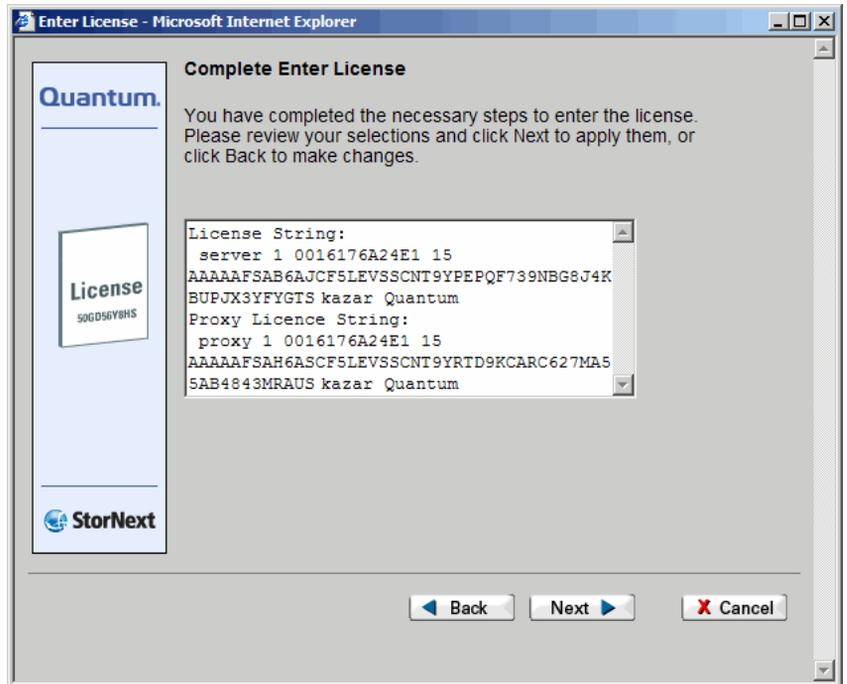 Enter License - Microsoft Internet Explorer
Quantum.
License
50GD56Y8HS
StorNext
Complete Enter License
You have completed the necessary steps to enter the license.
Please review your selections and click Next to apply them, or
click Back to make changes.
License String:
server 1 0016176A24E1 15
AAAAAFSAB6AJCF5LEVSSCNT9YPEPQF739NBG8J4K
BUPJX3YFYGTS kazar Quantum
Proxy Licence String:
proxy 1 0016176A24E1 15
AAAAAFSAH6ASCF5LEVSSCNT9YRTD9KCARC627MA5
5AB4843MRAUS kazar Quantum
Back
Next
X Cancel